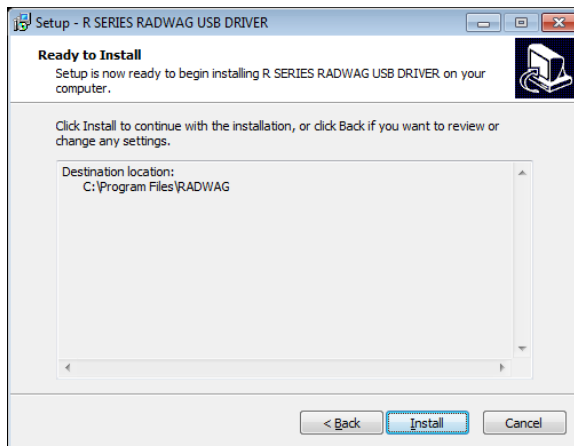 Setup - R SERIES RADWAG USB DRIVER
Ready to Install
Setup is now ready to begin installing R SERIES RADWAG USB DRIVER on your
computer.
Click Install to continue with the installation, or click Back if you want to review or
change any settings.
Destination location:
C:\Program Files\RADWAG
< Back
Install
Cancel